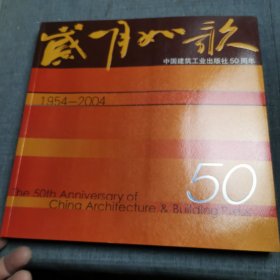 岁月如歌
中国建筑工业出版社50周年
1954-2004
50
The 50th Anniversary of
China Architecture & Building Press